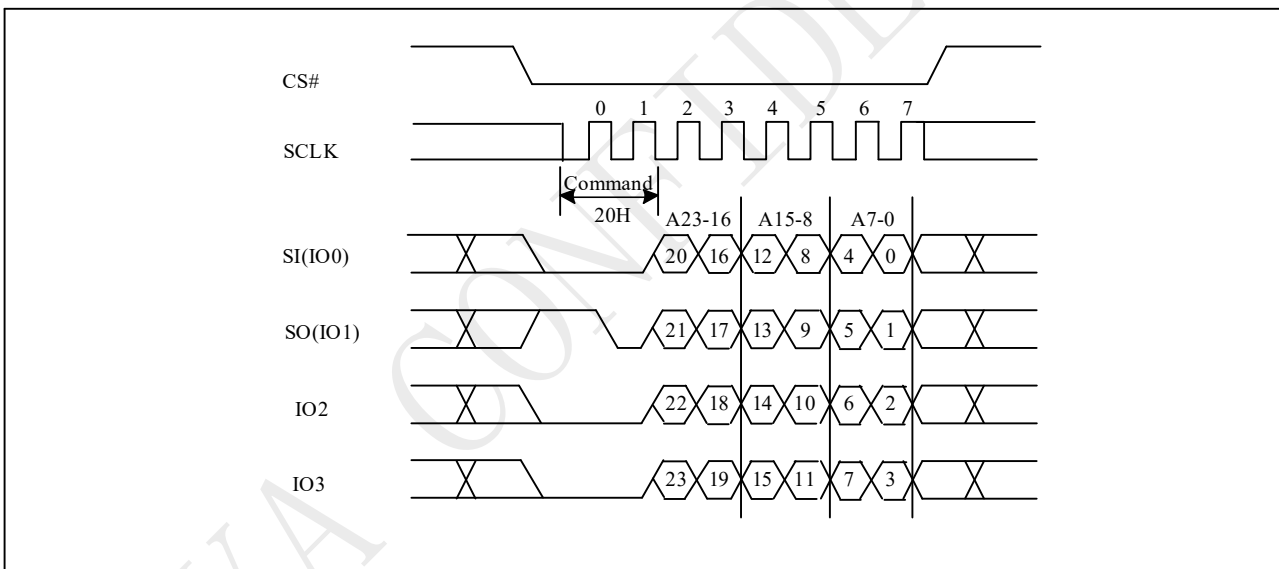 CS#
0 1 2 3 4 5 6 7
SCLK
Command
20H
A23-16 A15-8 A7-0
SI(IO0) 20 16 12 8 4 0
SO(IO1) 21 17 13 9 5 1
IO2 22 18 14 10 6 2
IO3 23 19 15 11 7 3